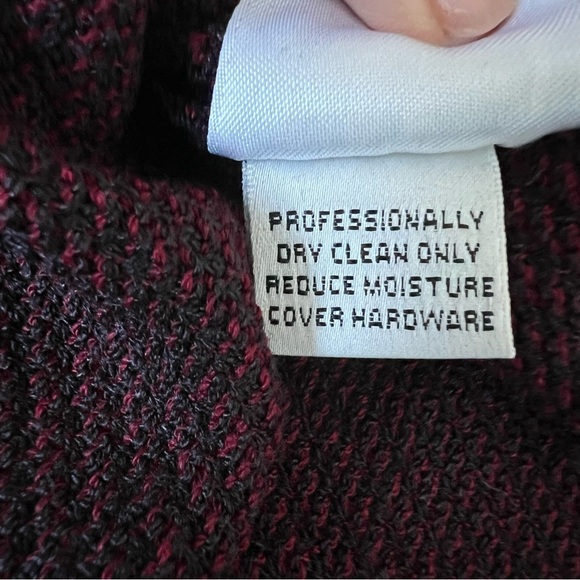 PROFESSIONALLY
DRY CLEAN ONLY
REDUCE MOISTURE
COVER HARDWARE